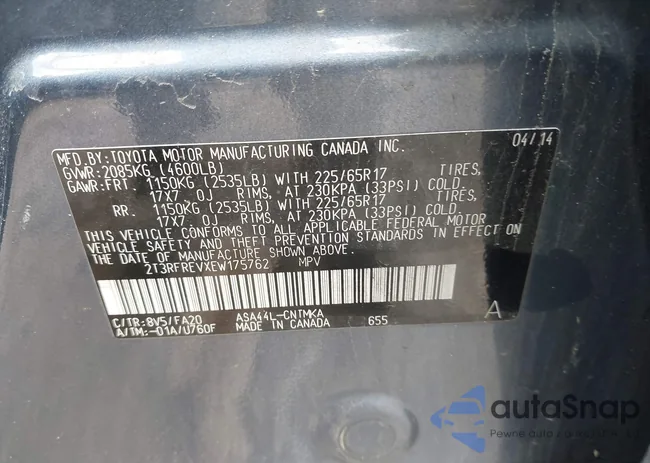 MFD.BY:TOYOTA MOTOR MANUFACTURING CANADA INC. 04/14
GVWR:2085KG (4600LB)
GAWR:FRT. 1150KG (2535LB) WITH 225/65R17 TIRES,
17X7 0J RIMS, AT 230KPA (33PSI) COLD
RR. 1150KG (2535LB) WITH 225/65R17 TIRES,
17X7 0J RIMS, AT 230KPA (33PSI) COLD.
THIS VEHICLE CONFORMS TO ALL APPLICABLE FEDERAL MOTOR
VEHICLE SAFETY AND THEFT PREVENTION STANDARDS IN EFFECT ON
THE DATE OF MANUFACTURE SHOWN ABOVE.
2T3RFREVXEW175762 MPV
C/TR:8V5/FA20 ASA44L-CNTMKA
A/TM:-01A/U760F MADE IN CANADA 655 A
autaSnap
Pewne auto